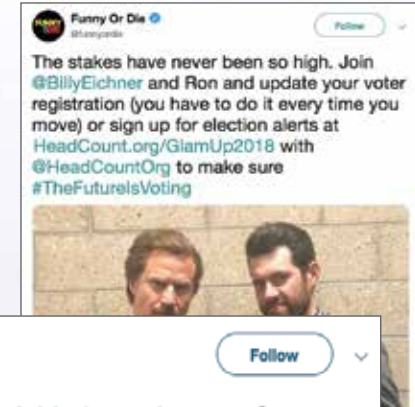 Funny Or Die
@funnyordie
Follow
The stakes have never been so high. Join
@BillyEichner and Ron and update your voter
registration (you have to do it every time you
move) or sign up for election alerts at
HeadCount.org/GlamUp2018 with
@HeadCountOrg to make sure
#TheFutureIsVoting
Follow